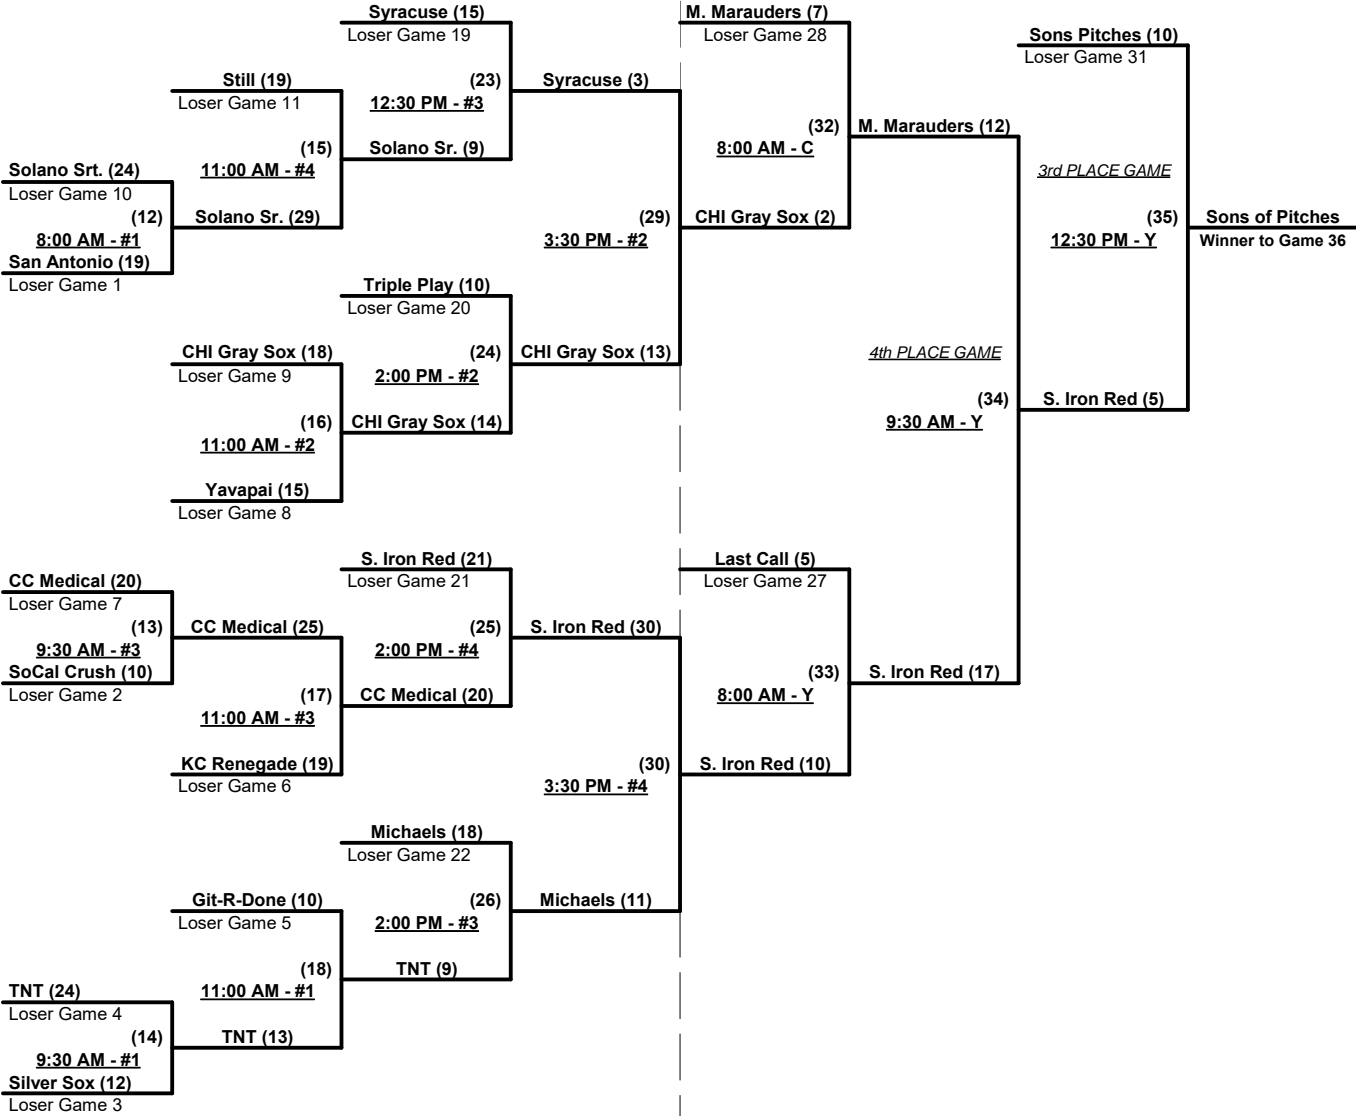 Syracuse (15)
Loser Game 19
M. Marauders (7)
Loser Game 28
Sons Pitches (10)
Loser Game 31
Still (19)
Loser Game 11
(23)
12:30 PM - #3
Syracuse (3)
(32)
8:00 AM - C
M. Marauders (12)
(15)
11:00 AM - #4
Solano Sr. (9)
Solano Srt. (24)
Loser Game 10
3rd PLACE GAME
(12)
8:00 AM - #1
Solano Sr. (29)
(29)
3:30 PM - #2
CHI Gray Sox (2)
(35)
12:30 PM - Y
Sons of Pitches
Winner to Game 36
San Antonio (19)
Loser Game 1
Triple Play (10)
Loser Game 20
CHI Gray Sox (18)
Loser Game 9
(24)
2:00 PM - #2
CHI Gray Sox (13)
4th PLACE GAME
(34)
9:30 AM - Y
S. Iron Red (5)
(16)
11:00 AM - #2
CHI Gray Sox (14)
Yavapai (15)
Loser Game 8
S. Iron Red (21)
Loser Game 21
Last Call (5)
Loser Game 27
CC Medical (20)
Loser Game 7
(13)
9:30 AM - #3
CC Medical (25)
(25)
2:00 PM - #4
S. Iron Red (30)
SoCal Crush (10)
Loser Game 2
(33)
8:00 AM - Y
S. Iron Red (17)
(17)
11:00 AM - #3
CC Medical (20)
KC Renegade (19)
Loser Game 6
(30)
3:30 PM - #4
S. Iron Red (10)
Michaels (18)
Loser Game 22
Git-R-Done (10)
Loser Game 5
(26)
2:00 PM - #3
Michaels (11)
(18)
11:00 AM - #1
TNT (9)
TNT (24)
Loser Game 4
(14)
9:30 AM - #1
TNT (13)
Silver Sox (12)
Loser Game 3